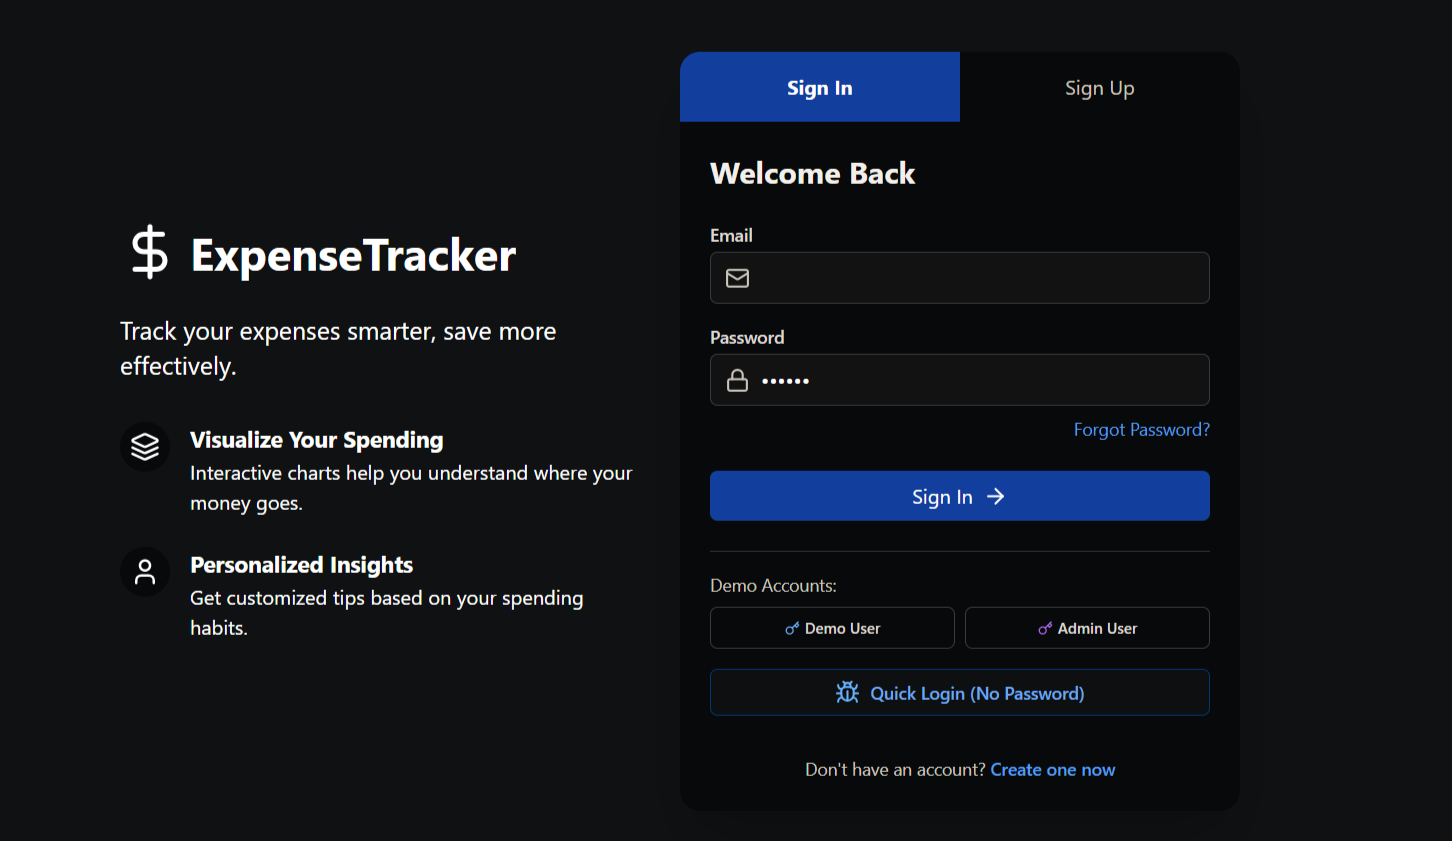 ExpenseTracker
Track your expenses smarter, save more
effectively.
Visualize Your Spending
Interactive charts help you understand where your
money goes.
Personalized Insights
Get customized tips based on your spending
habits.
Sign In
Sign Up
Welcome Back
Email
Password
••••••
Forgot Password?
Sign In →
Demo Accounts:
Demo User
Admin User
Quick Login (No Password)
Don't have an account? Create one now